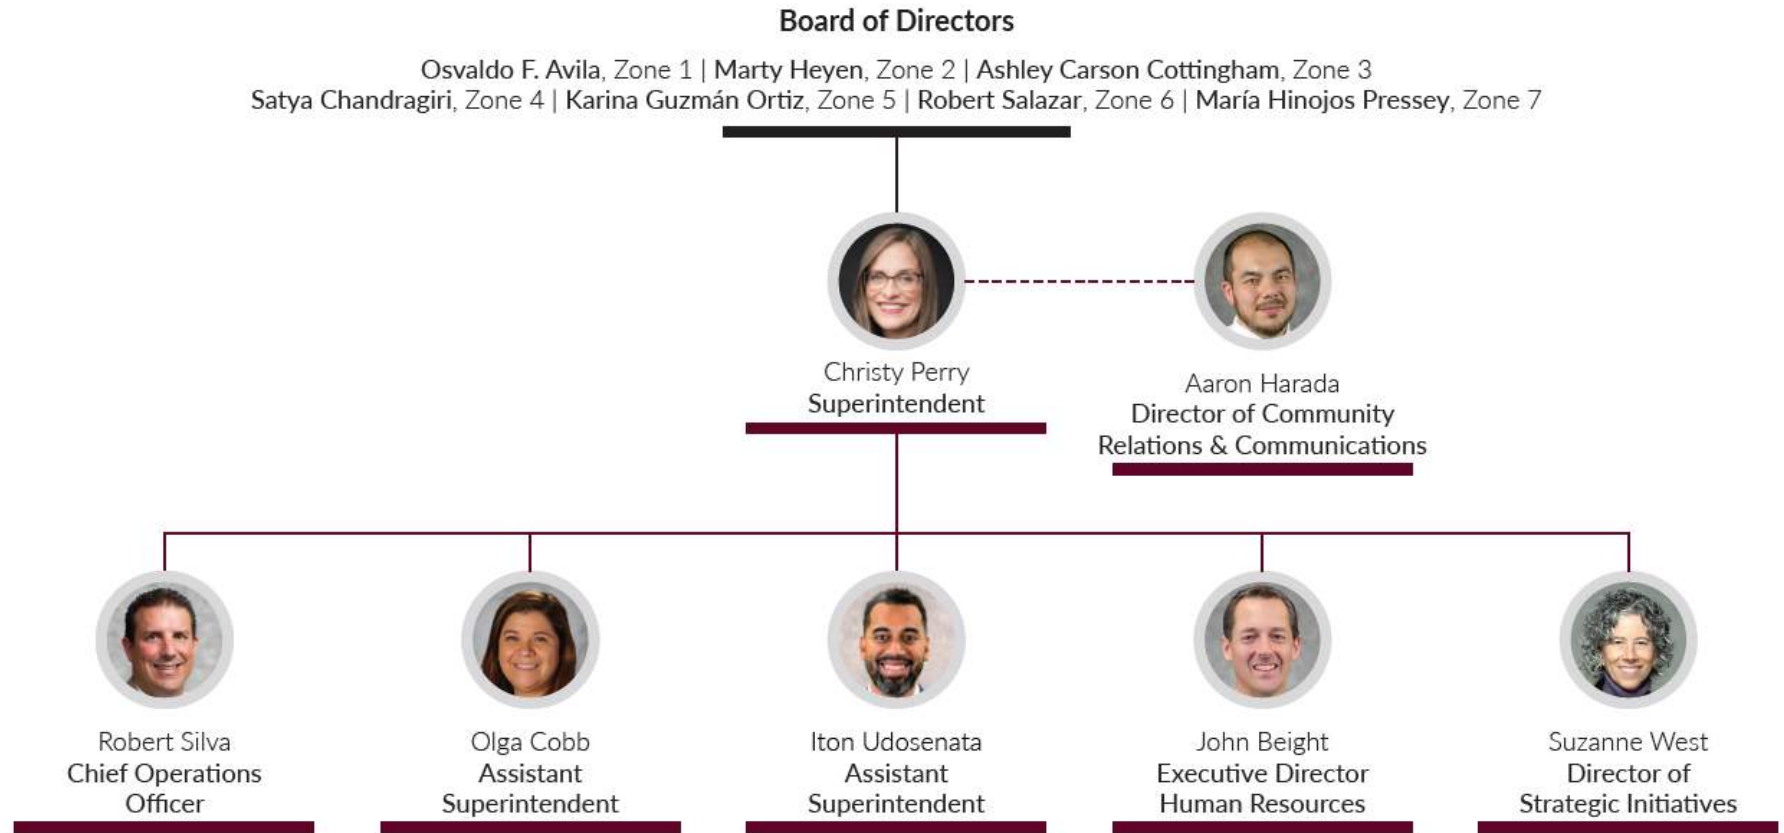 Board of Directors
Osvaldo F. Avila, Zone 1 | Marty Heyen, Zone 2 | Ashley Carson Cottingham, Zone 3
Satya Chandragiri, Zone 4 | Karina Guzmán Ortiz, Zone 5 | Robert Salazar, Zone 6 | María Hinojos Pressey, Zone 7
Christy Perry
Superintendent
Aaron Harada
Director of Community
Relations & Communications
Robert Silva
Chief Operations
Officer
Olga Cobb
Assistant
Superintendent
Iton Udosenata
Assistant
Superintendent
John Beight
Executive Director
Human Resources
Suzanne West
Director of
Strategic Initiatives